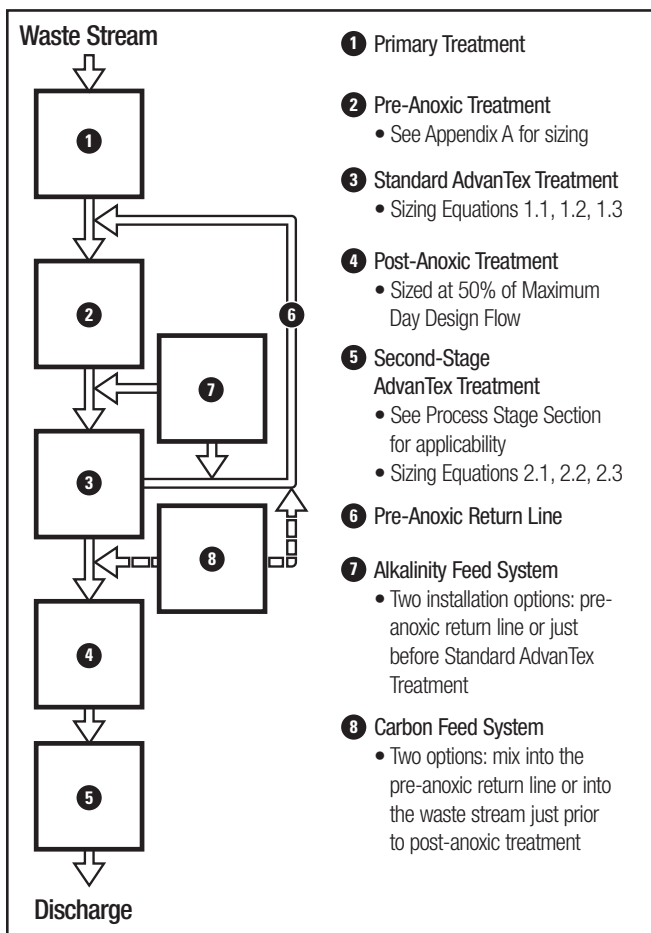 Waste Stream
1
2
3
4
5
6
7
8
Discharge
1 Primary Treatment
2 Pre-Anoxic Treatment
• See Appendix A for sizing
3 Standard AdvanTex Treatment
• Sizing Equations 1.1, 1.2, 1.3
4 Post-Anoxic Treatment
• Sized at 50% of Maximum
Day Design Flow
5 Second-Stage
AdvanTex Treatment
• See Process Stage Section
for applicability
• Sizing Equations 2.1, 2.2, 2.3
6 Pre-Anoxic Return Line
7 Alkalinity Feed System
• Two installation options: pre-
anoxic return line or just
before Standard AdvanTex
Treatment
8 Carbon Feed System
• Two options: mix into the
pre-anoxic return line or into
the waste stream just prior
to post-anoxic treatment